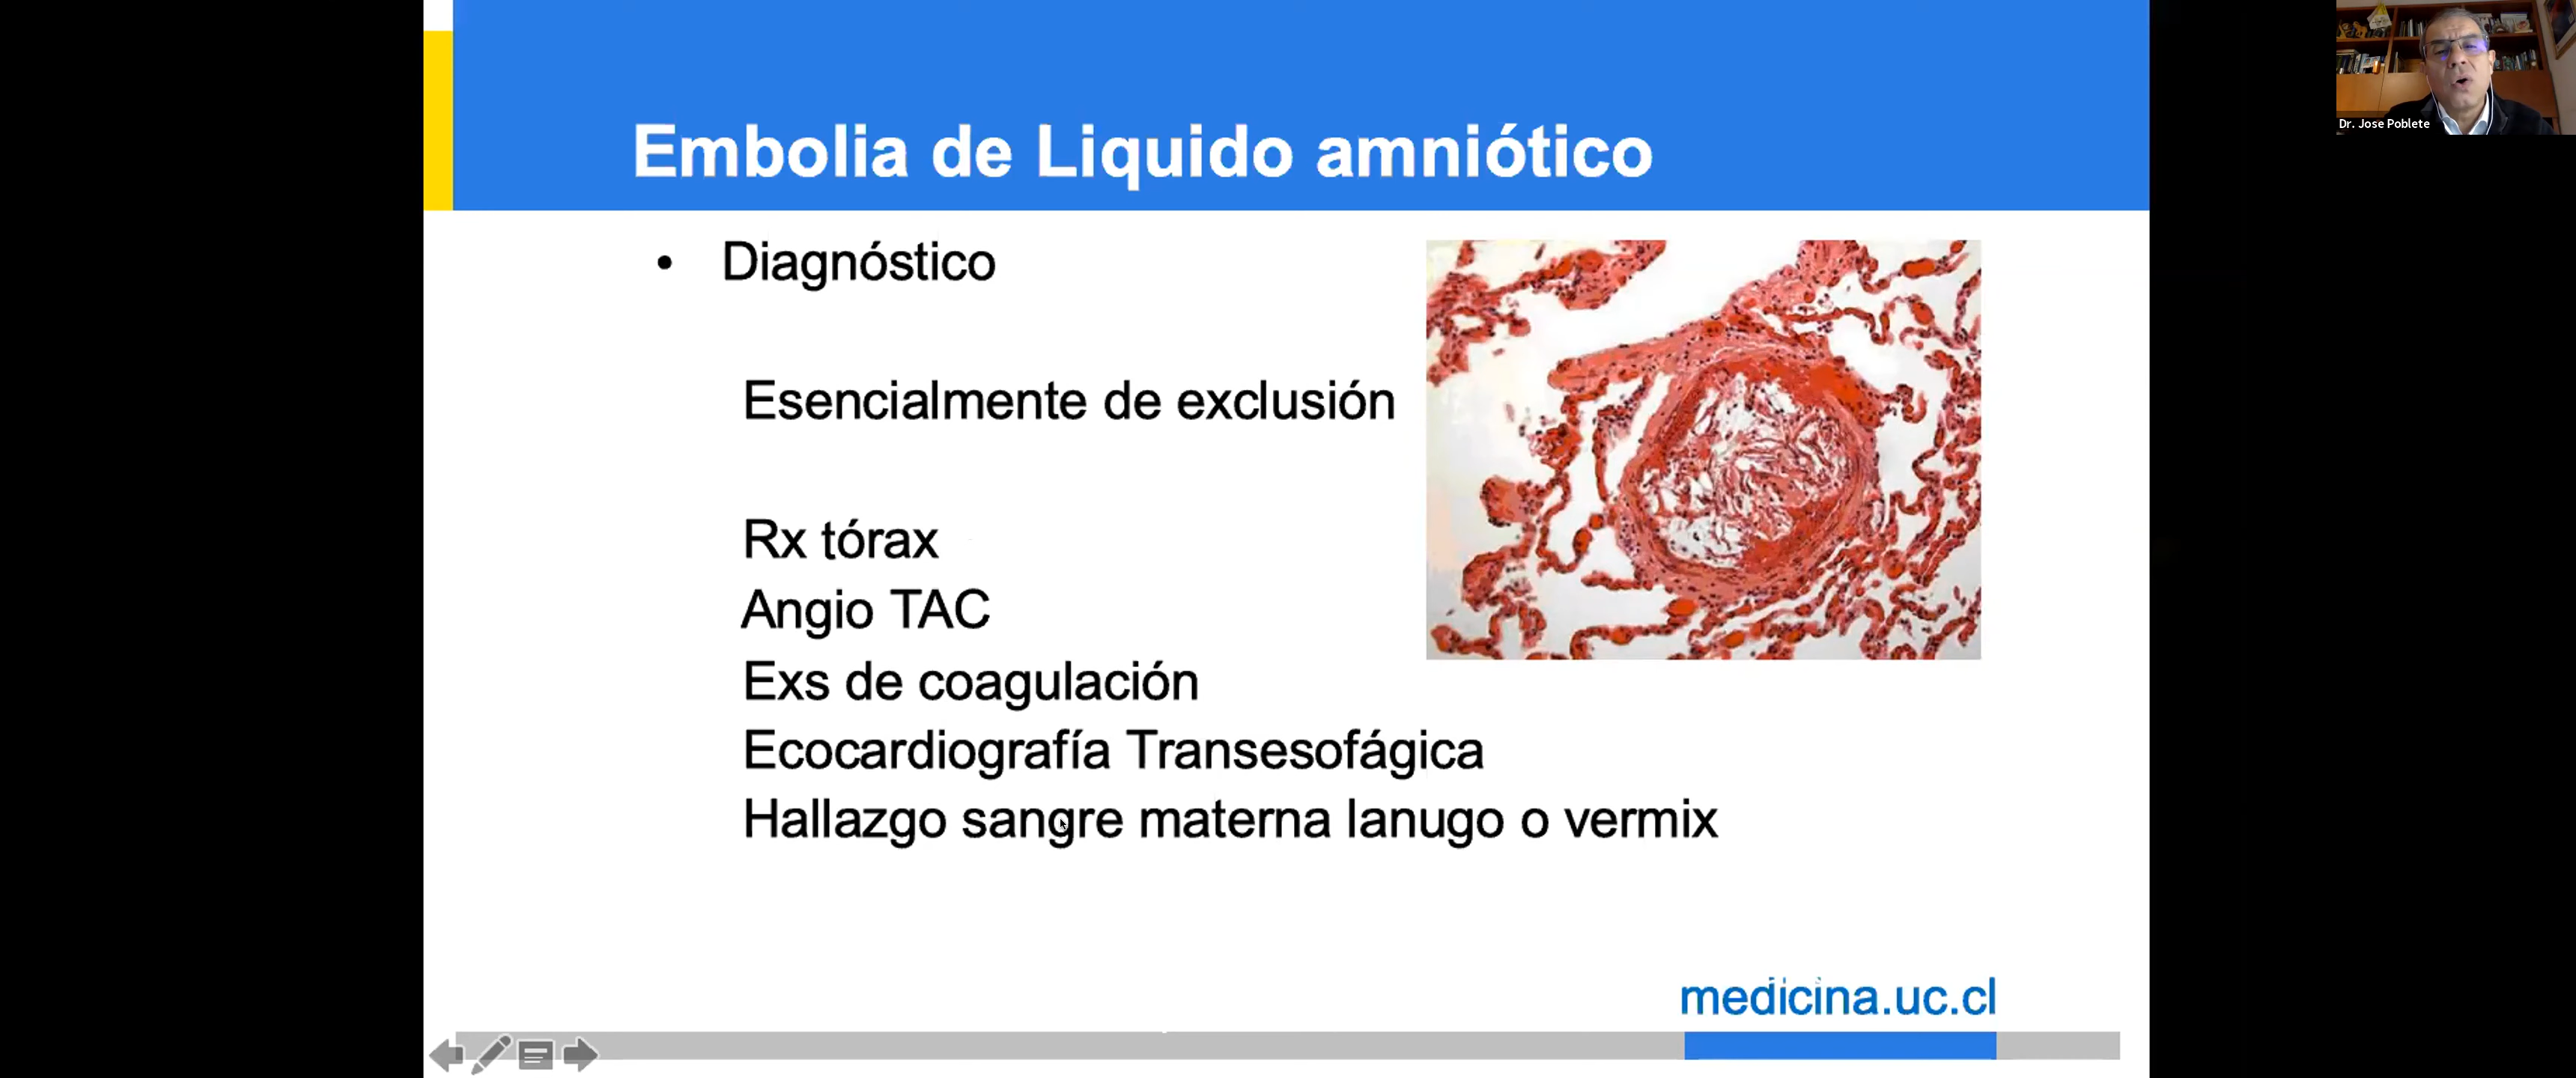 Embolia de Liquido amniótico
Dr. Jose Poblete
• Diagnóstico
Esencialmente de exclusión
Rx tórax
Angio TAC
Exs de coagulación
Ecocardiografía Transesofágica
Hallazgo sangre materna lanugo o vermix
medicina.uc.cl